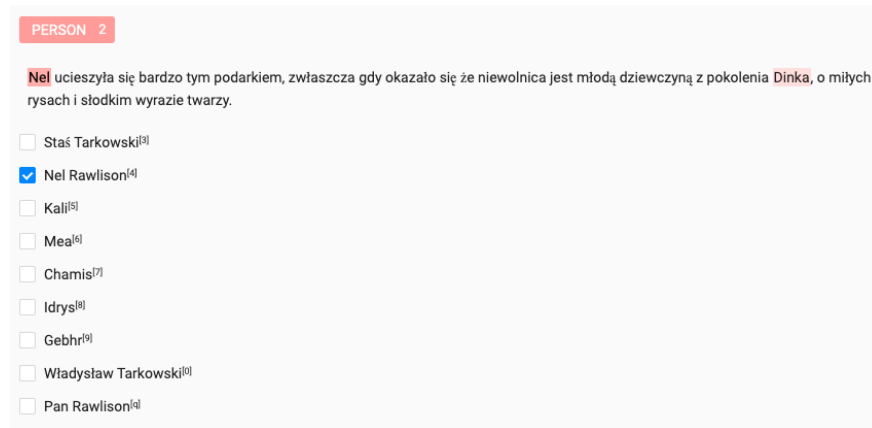 PERSON 2
Nel ucieszyła się bardzo tym podarkiem, zwłaszcza gdy okazało się że niewolnica jest młodą dziewczyną z pokolenia Dinka, o miłych
rysach i słodkim wyrazie twarzy.
Staś Tarkowski[3]
Nel Rawlison[4]
Kali[5]
Mea[6]
Chamis[7]
Idrys[8]
Gebhr[9]
Władysław Tarkowski[0]
Pan Rawlison[q]